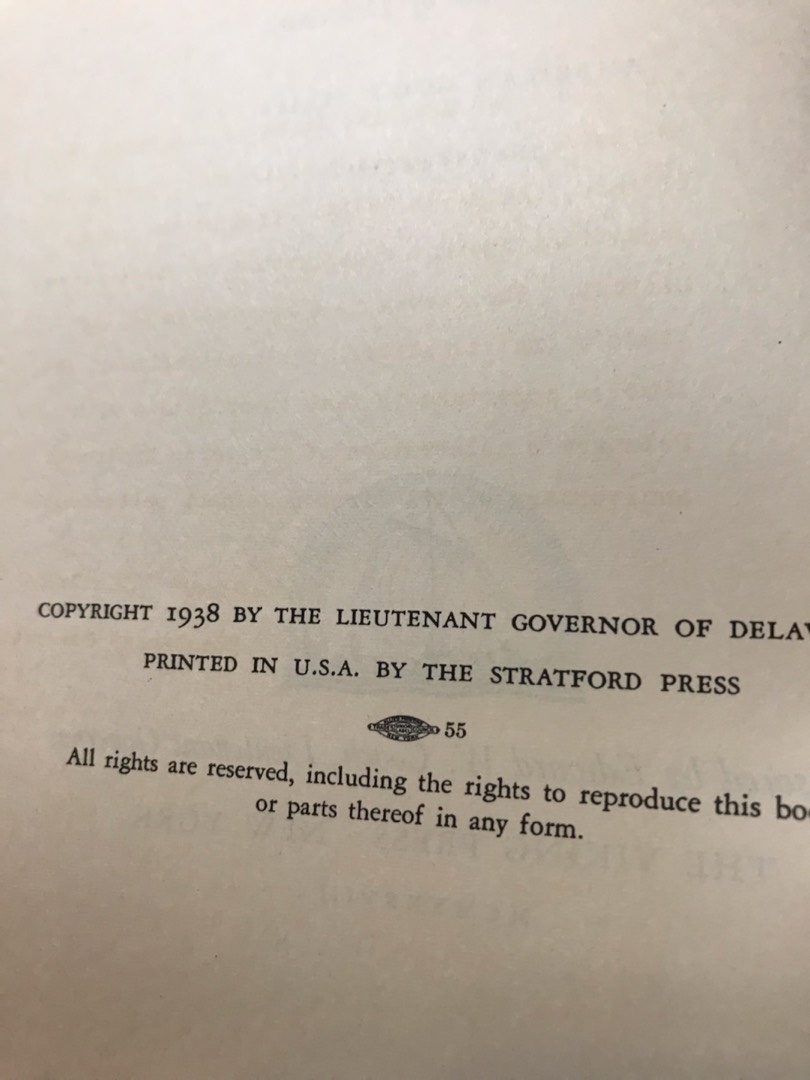 COPYRIGHT 1938 BY THE LIEUTENANT GOVERNOR OF DELA
PRINTED IN U.S.A. BY THE STRATFORD PRESS
55
All rights are reserved, including the rights to reproduce this bo
or parts thereof in any form.